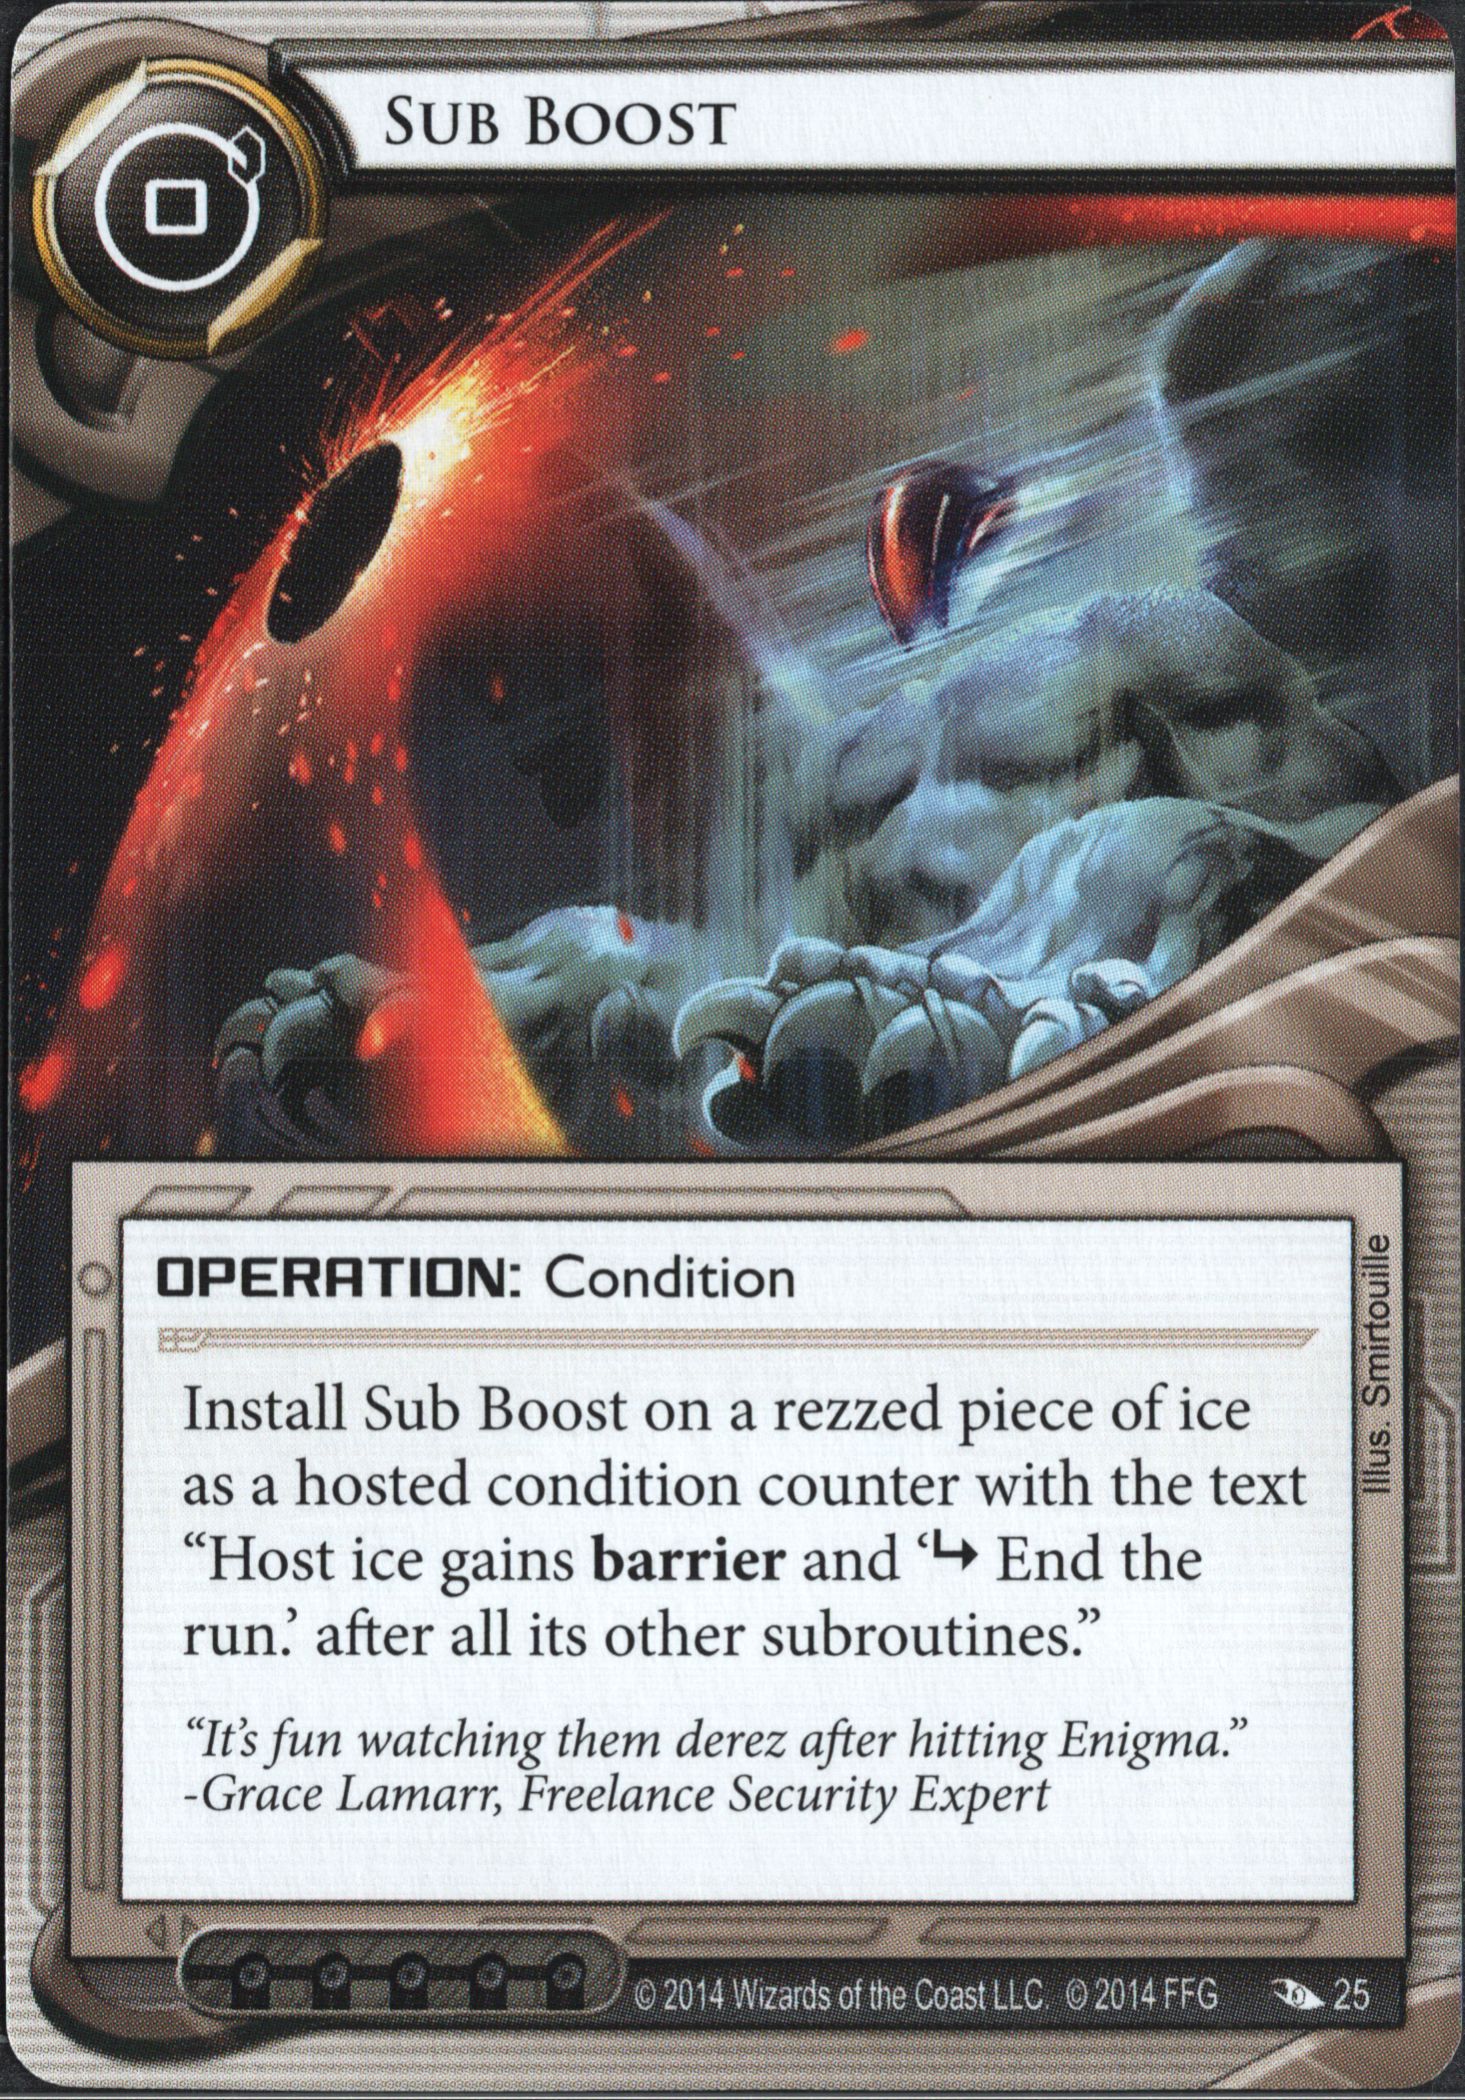 0
SUB BOOST
OPERATION: Condition
Install Sub Boost on a rezzed piece of ice
as a hosted condition counter with the text
“Host ice gains barrier and ‘↳ End the
run.’ after all its other subroutines.”
“It’s fun watching them derez after hitting Enigma.”
-Grace Lamarr, Freelance Security Expert
Illus. Smirtouille
© 2014 Wizards of the Coast LLC. © 2014 FFG 25